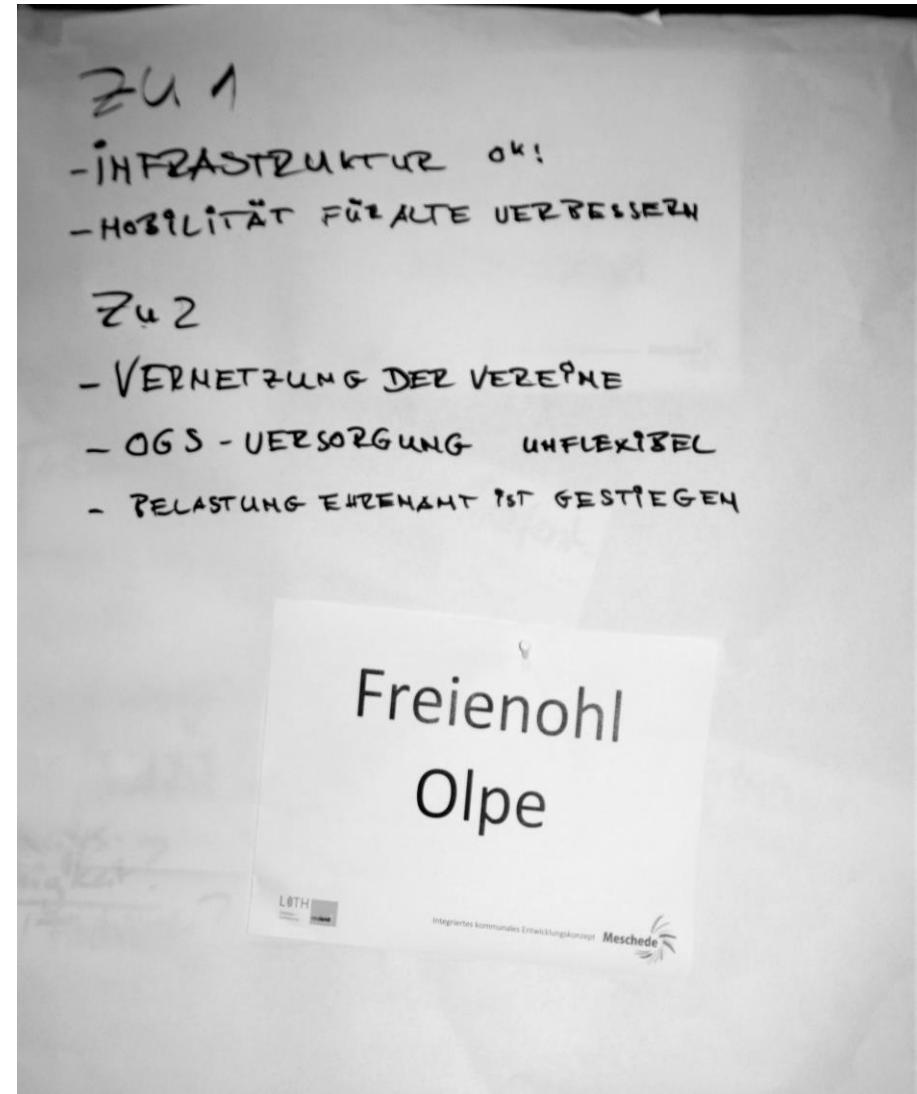 Zu 1
- INFRASTRUKTUR OK!
- MOBILITÄT FÜR ALTE VERBESSERN
Zu 2
- VERNETZUNG DER VEREINE
- OGS - VERSORGUNG UNFLEXIBEL
- BELASTUNG EHRENAMT IST GESTIEGEN
Freienohl
Olpe
LOTH
Integriertes kommunales Entwicklungskonzept Meschede